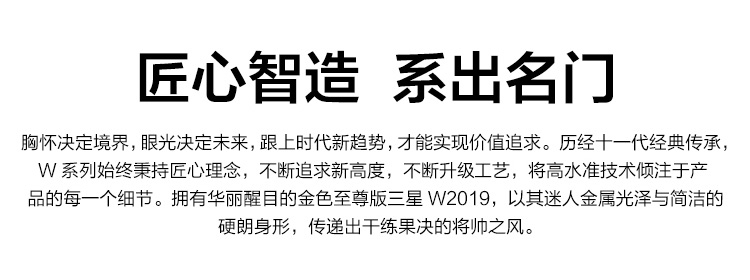 匠心智造 系出名门
胸怀决定境界，眼光决定未来，跟上时代新趋势，才能实现价值追求。历经十一代经典传承，
W 系列始终秉持匠心理念，不断追求新高度，不断升级工艺，将高水准技术倾注于产
品的每一个细节。拥有华丽醒目的金色至尊版三星 W2019，以其迷人金属光泽与简洁的
硬朗身形，传递出干练果决的将帅之风。